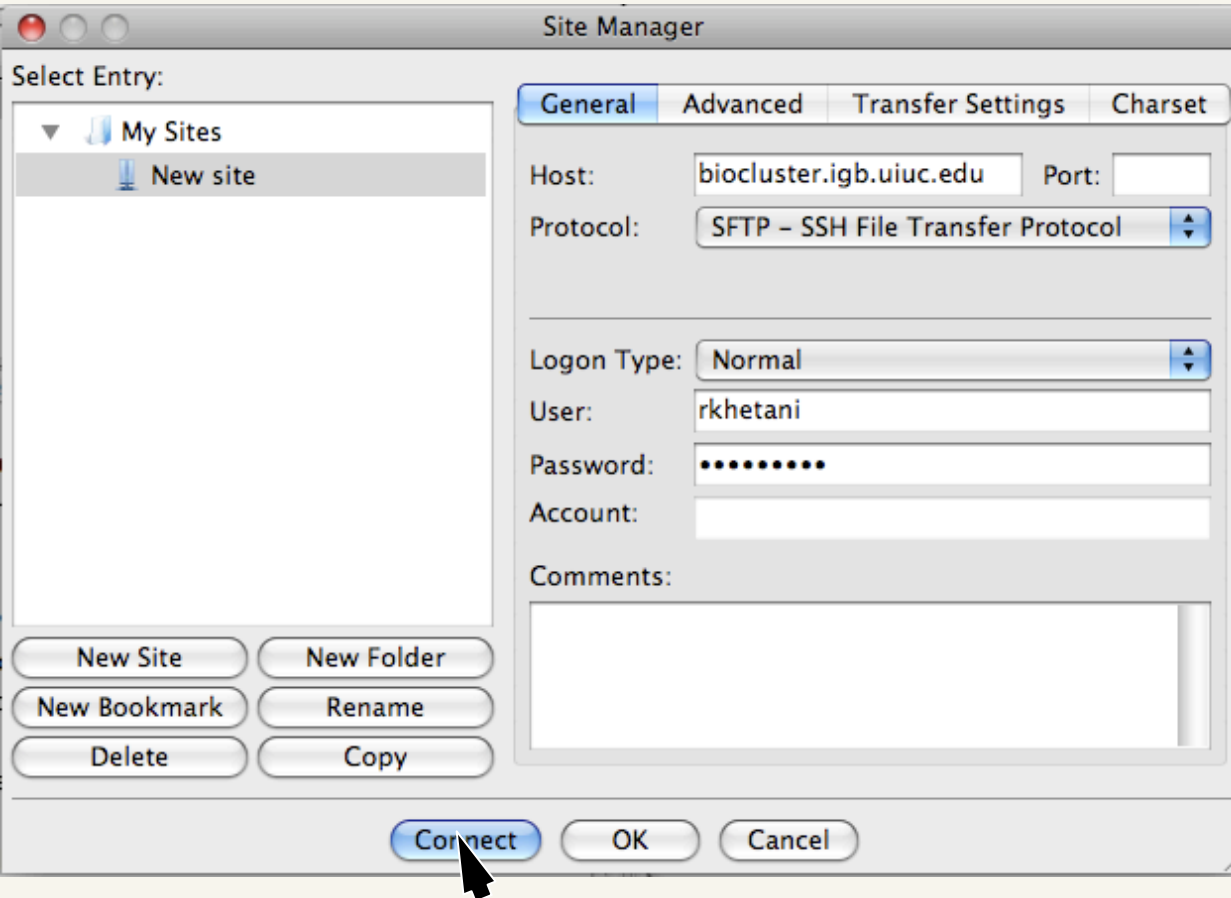 Site Manager
Select Entry:
My Sites
New site
New Site
New Folder
New Bookmark
Rename
Delete
Copy
General
Advanced
Transfer Settings
Charset
Host:
biocluster.igb.uiuc.edu
Port:
Protocol:
SFTP – SSH File Transfer Protocol
Logon Type:
Normal
User:
rkhetani
Password:
•••••••••
Account:
Comments:
Connect
OK
Cancel